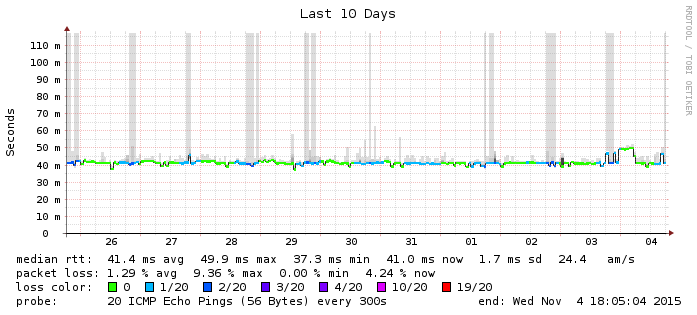 Last 10 Days
RRDTOOL / TOBI OETIKER
Seconds
110 m
100 m
90 m
80 m
70 m
60 m
50 m
40 m
30 m
20 m
10 m
0
26 27 28 29 30 31 01 02 03 04
median rtt: 41.4 ms avg 49.9 ms max 37.3 ms min 41.0 ms now 1.7 ms sd 24.4 am/s
packet loss: 1.29 % avg 9.36 % max 0.00 % min 4.24 % now
loss color: 0 1/20 2/20 3/20 4/20 10/20 19/20
probe: 20 ICMP Echo Pings (56 Bytes) every 300s end: Wed Nov 4 18:05:04 2015